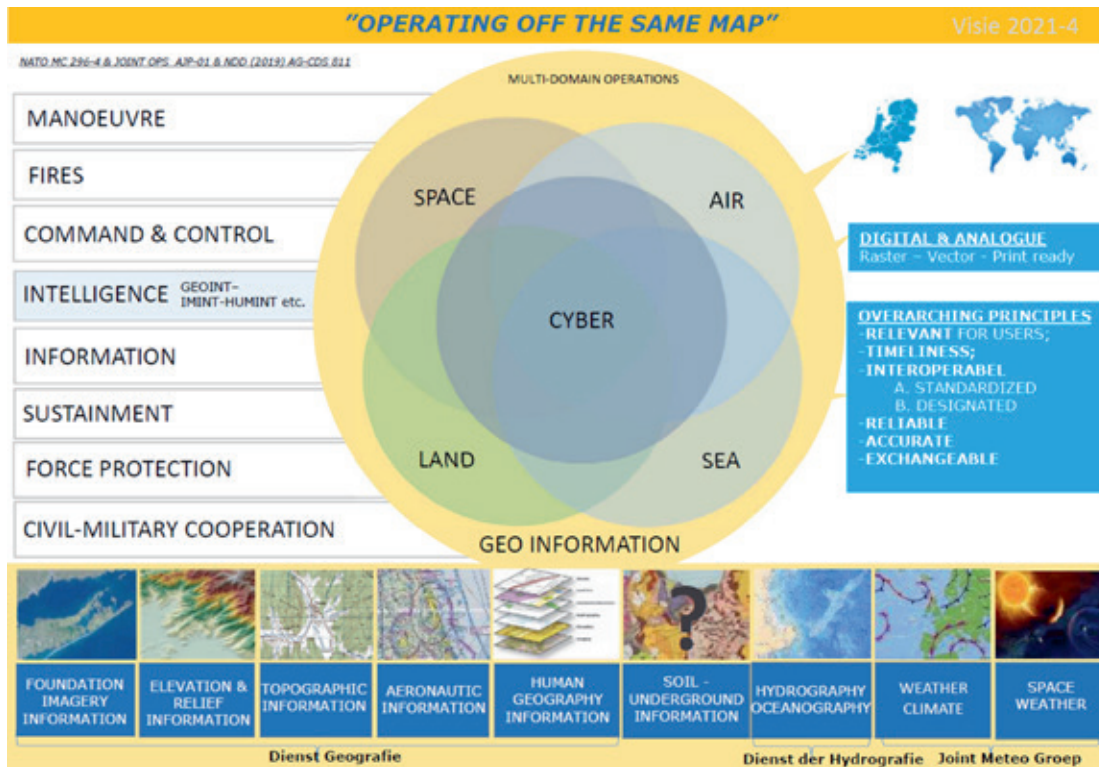 "OPERATING OFF THE SAME MAP"
Visie 2021-4
NATO MC 296-4 & JOINT OPS AJP-01 & NDD (2019) AG-CDS 811
MULTI-DOMAIN OPERATIONS
MANOEUVRE
FIRES
COMMAND & CONTROL
INTELLIGENCE GEOINT-
IMINT-HUMINT etc.
INFORMATION
SUSTAINMENT
FORCE PROTECTION
CIVIL-MILITARY COOPERATION
SPACE
AIR
CYBER
LAND
SEA
GEO INFORMATION
DIGITAL & ANALOGUE
Raster – Vector - Print ready
OVERARCHING PRINCIPLES
-RELEVANT FOR USERS;
-TIMELINESS;
-INTEROPERABEL
A. STANDARDIZED
B. DESIGNATED
-RELIABLE
-ACCURATE
-EXCHANGEABLE
?
FOUNDATION
IMAGERY
INFORMATION
ELEVATION &
RELIEF
INFORMATION
TOPOGRAPHIC
INFORMATION
AERONAUTIC
INFORMATION
HUMAN
GEOGRAPHY
INFORMATION
SOIL -
UNDERGROUND
INFORMATION
HYDROGRAPHY
OCEANOGRAPHY
WEATHER
CLIMATE
SPACE
WEATHER
Dienst Geografie
Dienst der Hydrografie
Joint Meteo Groep